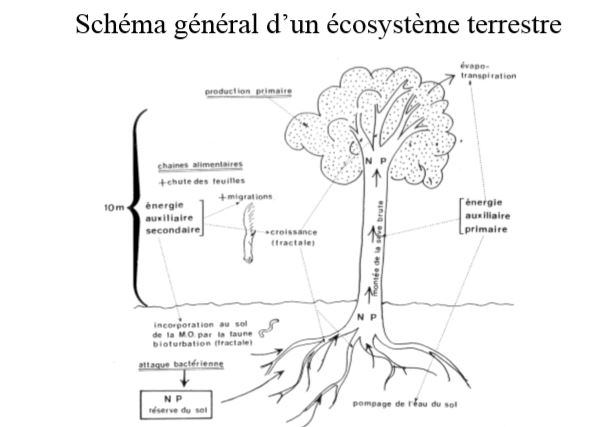 Schéma général d'un écosystème terrestre
évapo-
transpiration
production primaire
chaines alimentaires
+chute des feuilles
+migrations
10m
énergie
auxiliaire
secondaire
croissance
(fractale)
N P
montée de la sève brute
énergie
auxiliaire
primaire
N P
incorporation au sol
de la M.O. par la faune
bioturbation (fractale)
attaque bactérienne
N P
réserve du sol
pompage de l'eau du sol